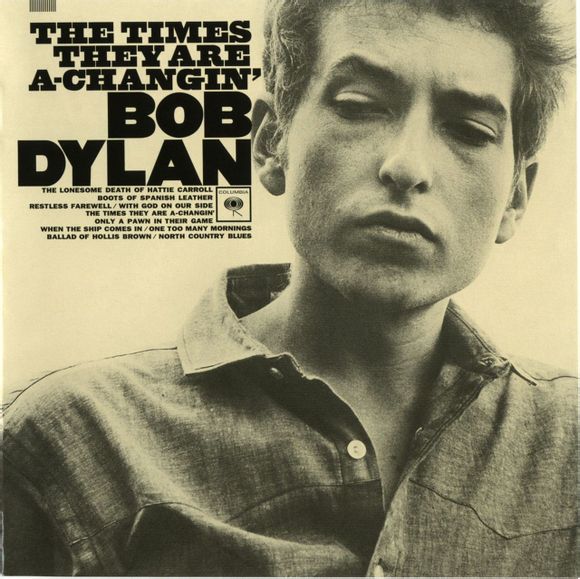 THE TIMES
THEY ARE
A-CHANGIN'
BOB
DYLAN
THE LONESOME DEATH OF HATTIE CARROLL
BOOTS OF SPANISH LEATHER
RESTLESS FAREWELL/WITH GOD ON OUR SIDE
THE TIMES THEY ARE A-CHANGIN'
ONLY A PAWN IN THEIR GAME
WHEN THE SHIP COMES IN/ONE TOO MANY MORNINGS
BALLAD OF HOLLIS BROWN/NORTH COUNTRY BLUES
COLUMBIA